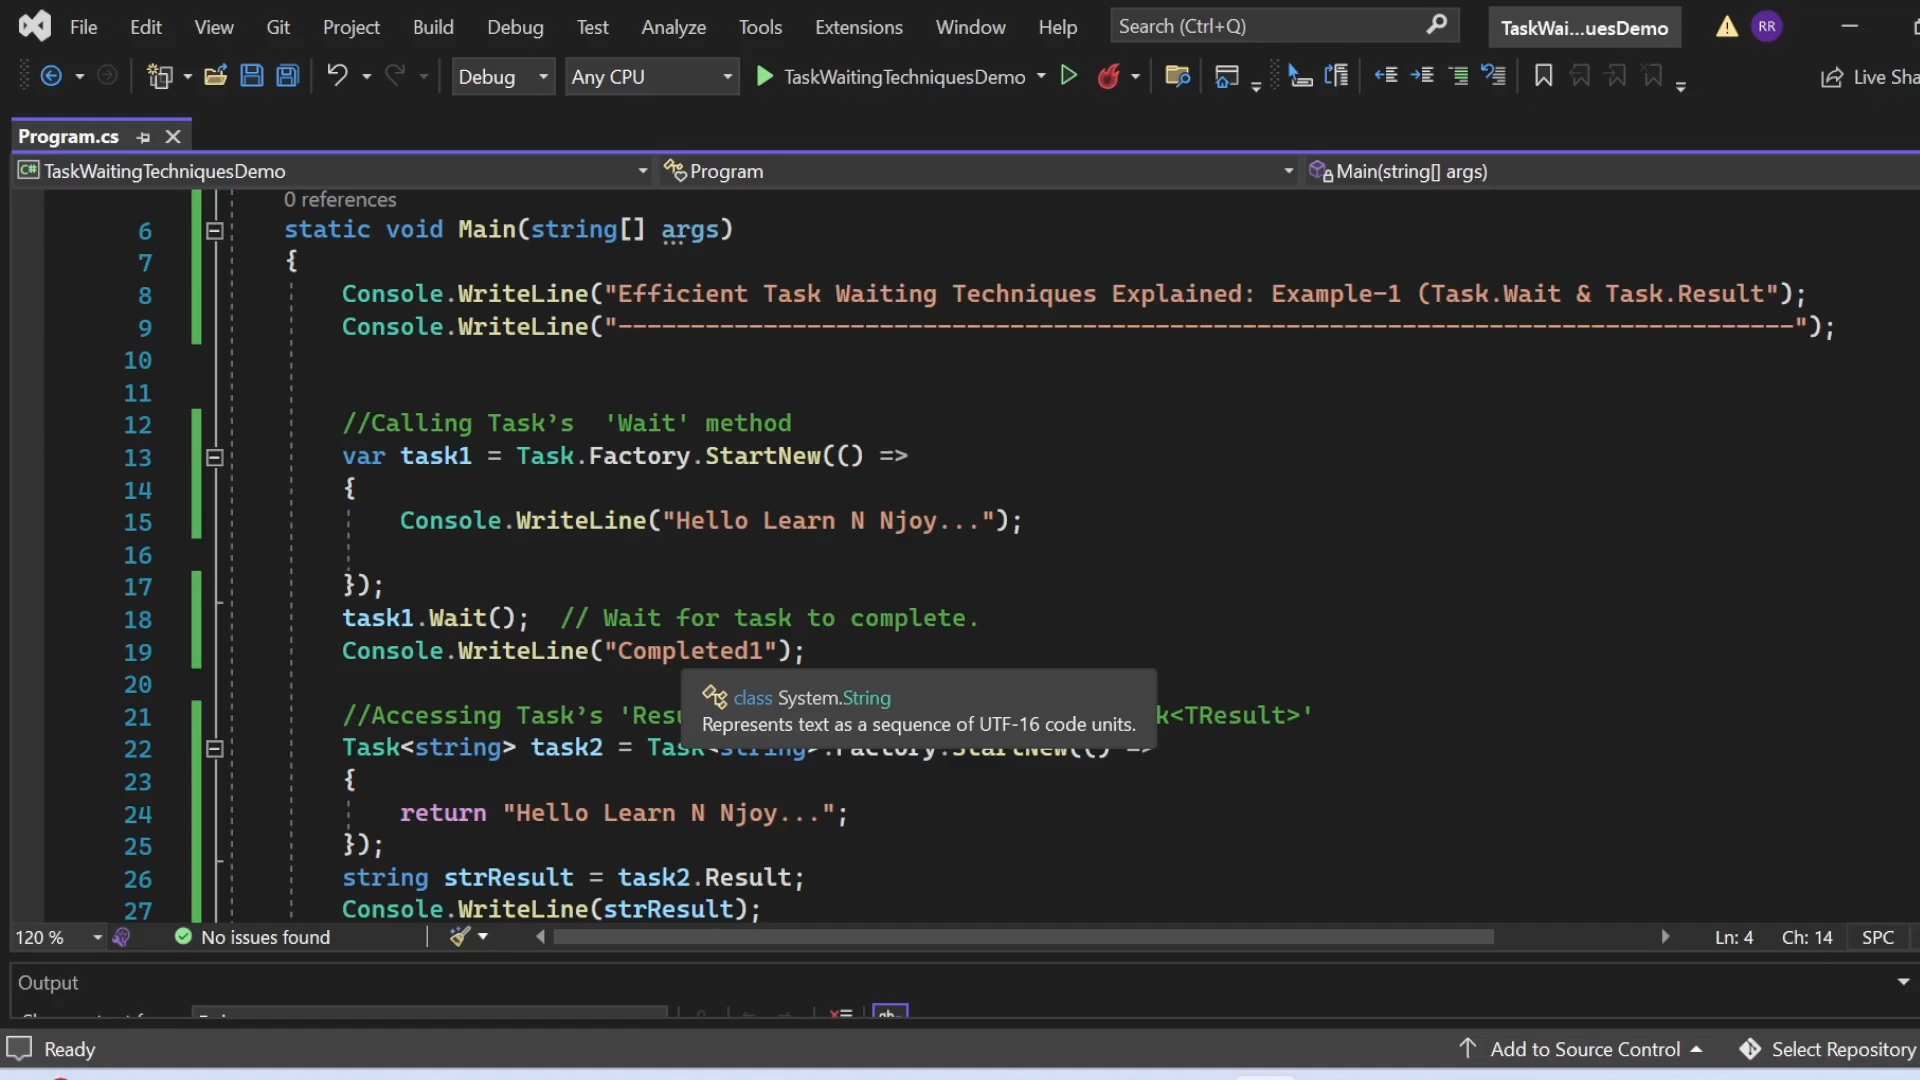 File Edit View Git Project Build Debug Test Analyze Tools Extensions Window Help Search (Ctrl+Q) TaskWai...uesDemo RR
Debug Any CPU TaskWaitingTechniquesDemo Live Sha
Program.cs
C# TaskWaitingTechniquesDemo Program Main(string[] args)
0 references
6 static void Main(string[] args)
7 {
8 Console.WriteLine("Efficient Task Waiting Techniques Explained: Example-1 (Task.Wait & Task.Result");
9 Console.WriteLine("---------------------------------------------------------------------------------");
10
11
12 //Calling Task’s 'Wait' method
13 var task1 = Task.Factory.StartNew(() =>
14 {
15 Console.WriteLine("Hello Learn N Njoy...");
16
17 });
18 task1.Wait(); // Wait for task to complete.
19 Console.WriteLine("Completed1");
20
class System.String
Represents text as a sequence of UTF-16 code units.
21 //Accessing Task’s 'Resu k<TResult>'
22 Task<string> task2 = Task<string>.Factory.StartNew(() =>
23 {
24 return "Hello Learn N Njoy...";
25 });
26 string strResult = task2.Result;
27 Console.WriteLine(strResult);
120 % No issues found Ln: 4 Ch: 14 SPC
Output
Ready Add to Source Control Select Repository